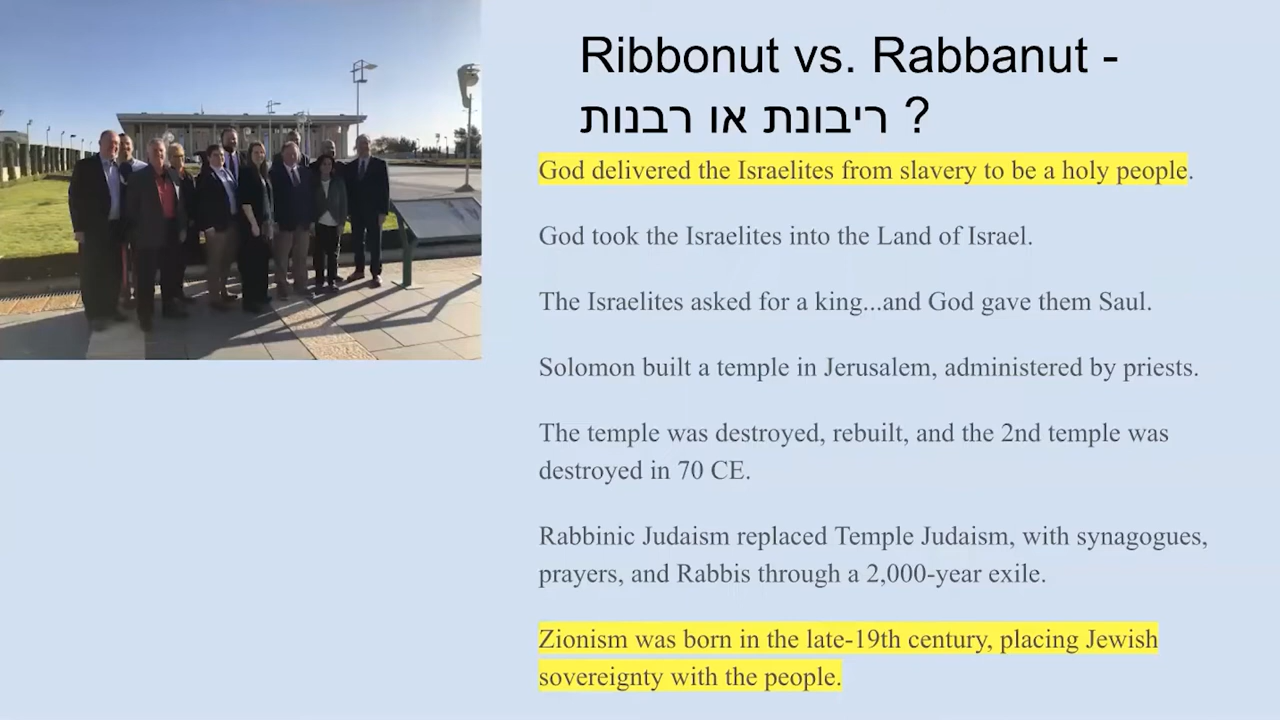 Ribbonut vs. Rabbanut -
ריבונת או רבנות ?
God delivered the Israelites from slavery to be a holy people.
God took the Israelites into the Land of Israel.
The Israelites asked for a king...and God gave them Saul.
Solomon built a temple in Jerusalem, administered by priests.
The temple was destroyed, rebuilt, and the 2nd temple was
destroyed in 70 CE.
Rabbinic Judaism replaced Temple Judaism, with synagogues,
prayers, and Rabbis through a 2,000-year exile.
Zionism was born in the late-19th century, placing Jewish
sovereignty with the people.